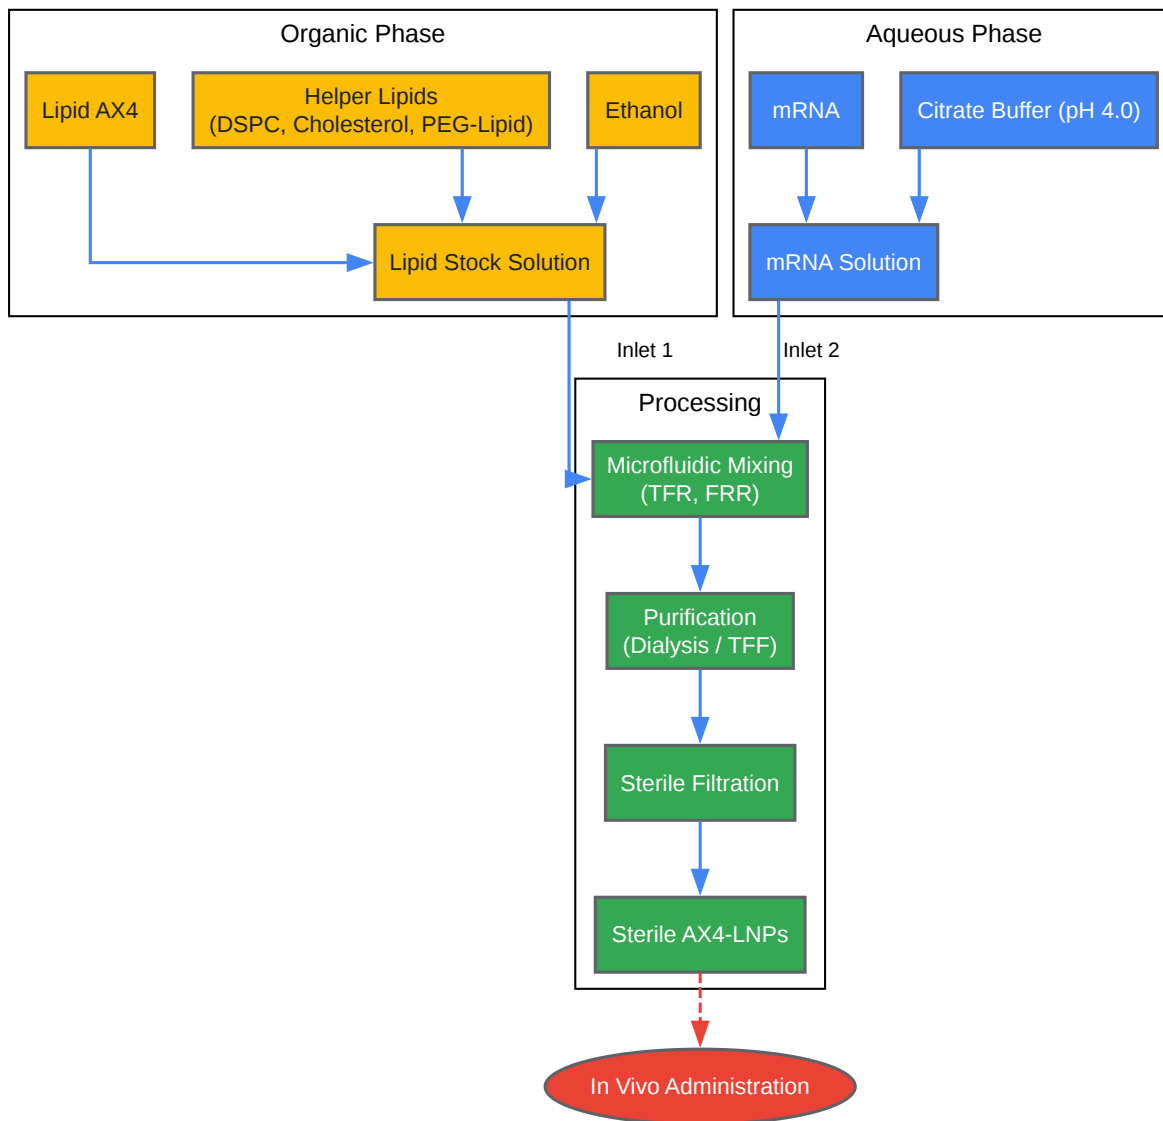 Organic Phase
Lipid AX4
Helper Lipids
(DSPC, Cholesterol, PEG-Lipid)
Ethanol
Lipid Stock Solution
Aqueous Phase
mRNA
Citrate Buffer (pH 4.0)
mRNA Solution
Inlet 1
Inlet 2
Processing
Microfluidic Mixing
(TFR, FRR)
Purification
(Dialysis / TFF)
Sterile Filtration
Sterile AX4-LNPs
In Vivo Administration